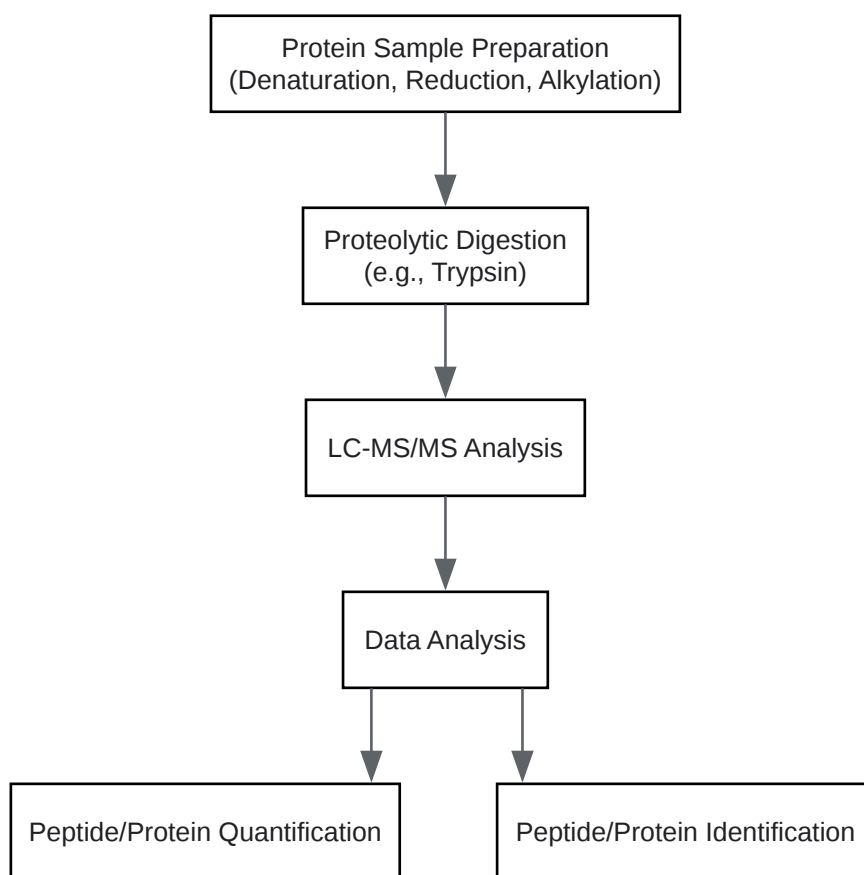 Protein Sample Preparation
(Denaturation, Reduction, Alkylation)
Proteolytic Digestion
(e.g., Trypsin)
LC-MS/MS Analysis
Data Analysis
Peptide/Protein Quantification
Peptide/Protein Identification